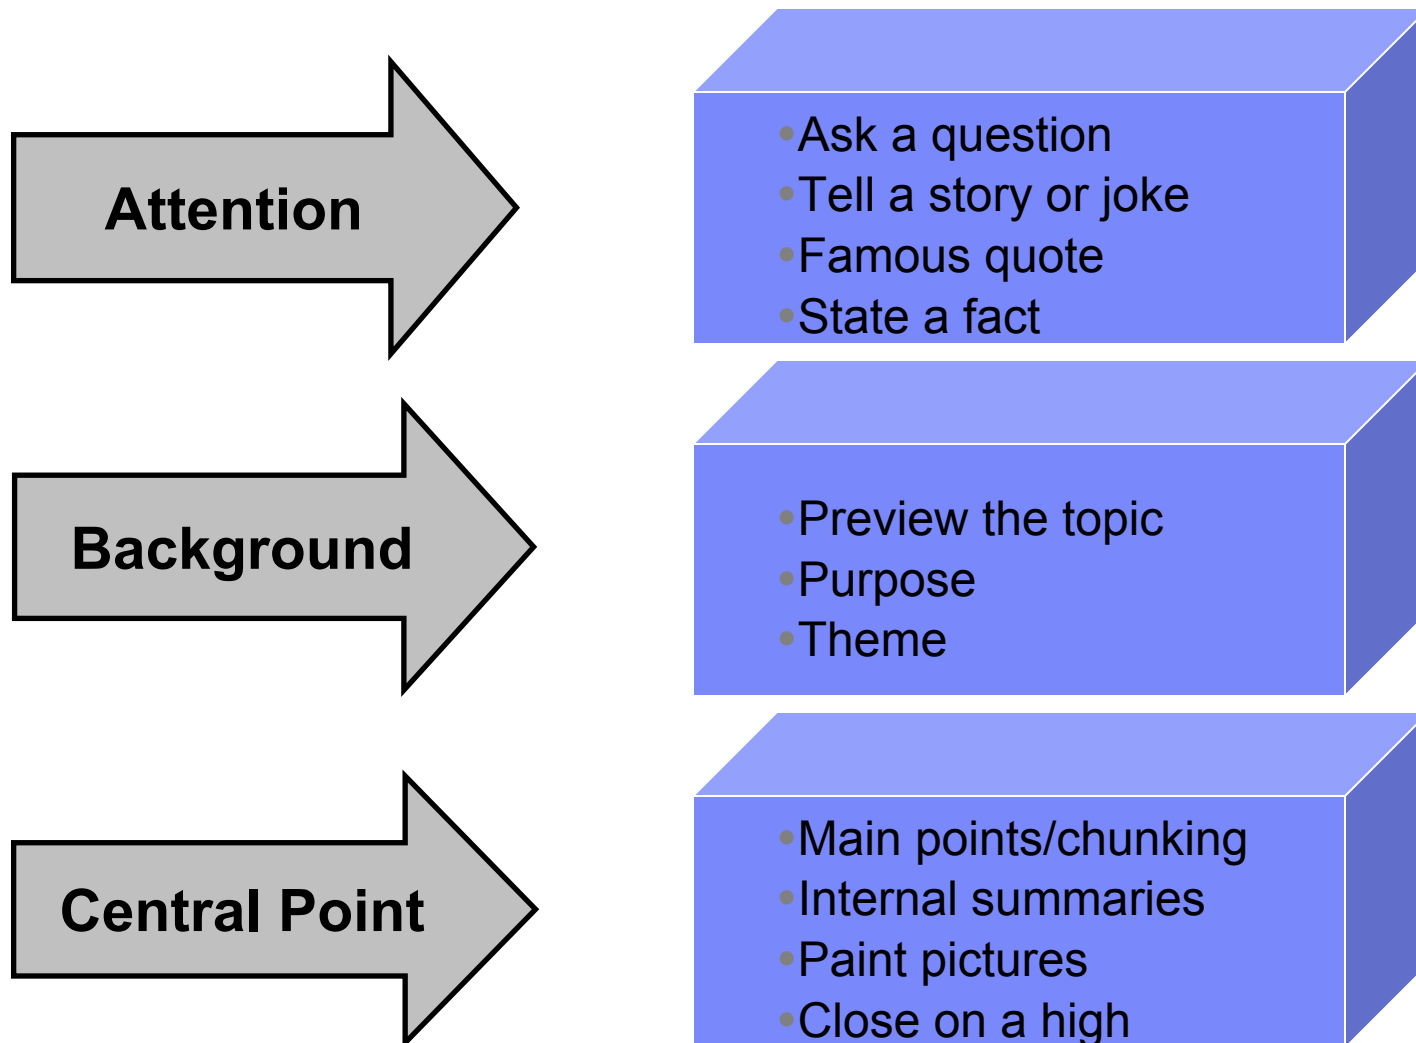 Attention
•Ask a question
•Tell a story or joke
•Famous quote
•State a fact
Background
•Preview the topic
•Purpose
•Theme
Central Point
•Main points/chunking
•Internal summaries
•Paint pictures
•Close on a high